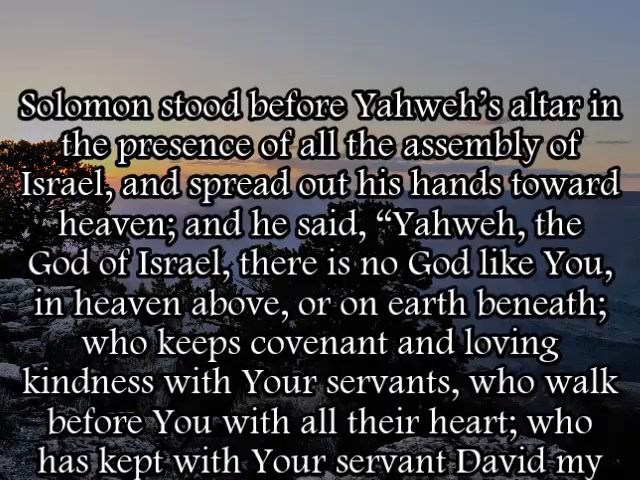 Solomon stood before Yahweh’s altar in
the presence of all the assembly of
Israel, and spread out his hands toward
heaven; and he said, “Yahweh, the
God of Israel, there is no God like You,
in heaven above, or on earth beneath;
who keeps covenant and loving
kindness with Your servants, who walk
before You with all their heart; who
has kept with Your servant David my